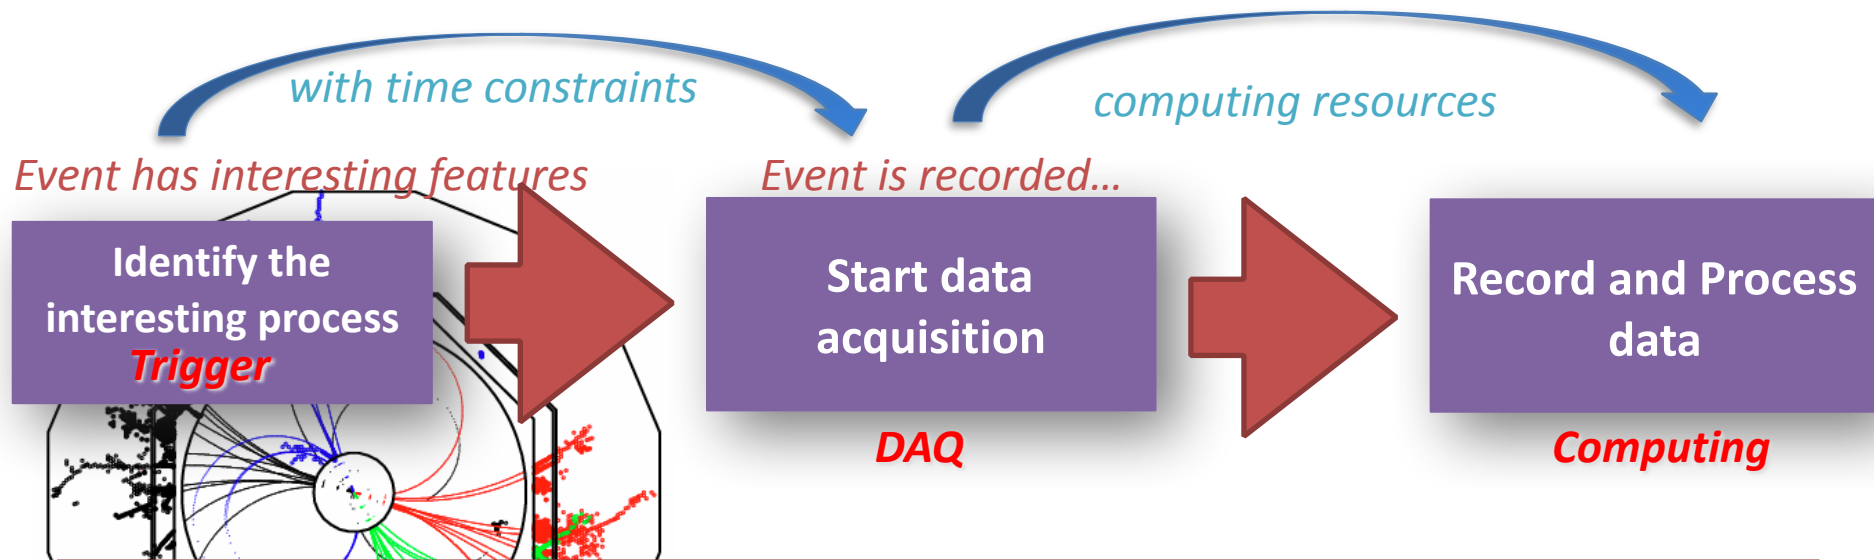 with time constraints
computing resources
Event has interesting features
Event is recorded...
Identify the
interesting process
Trigger
Start data
acquisition
DAQ
Record and Process
data
Computing